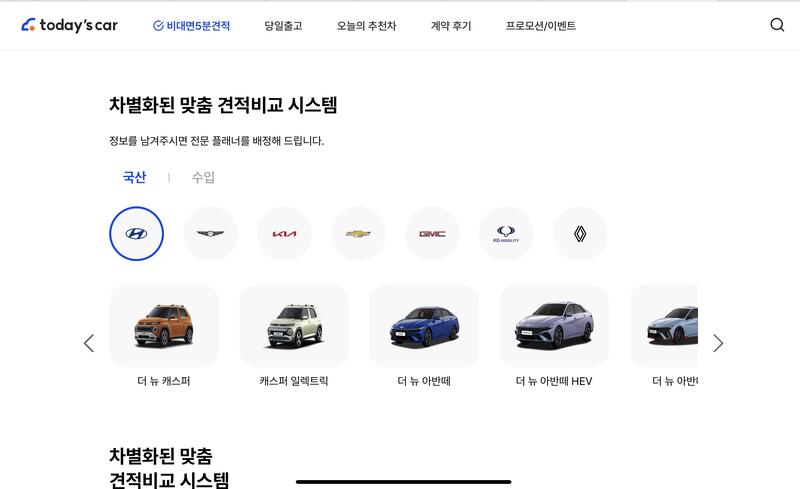 today's car
비대면5분견적
당일출고
오늘의 추천차
계약 후기
프로모션/이벤트
차별화된 맞춤 견적비교 시스템
정보를 남겨주시면 전문 플래너를 배정해 드립니다.
국산
수입
KIA
GMC
KG MOBILITY
더 뉴 캐스퍼
캐스퍼 일렉트릭
더 뉴 아반떼
더 뉴 아반떼 HEV
더 뉴
차별화된 맞춤
견적비교 시스템